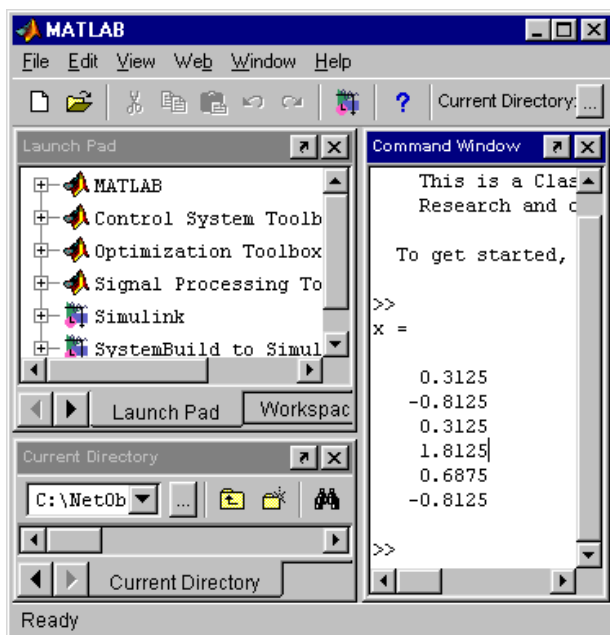 MATLAB
File Edit View Web Window Help
? Current Directory: ...
Launch Pad
MATLAB
Control System Toolb
Optimization Toolbox
Signal Processing To
Simulink
SystemBuild to Simul
Launch Pad Workspac
Current Directory
C:\NetOb ...
Current Directory
Command Window
This is a Clas
Research and c
To get started,
>>
x =
0.3125
-0.8125
0.3125
1.8125
0.6875
-0.8125
>>
Ready